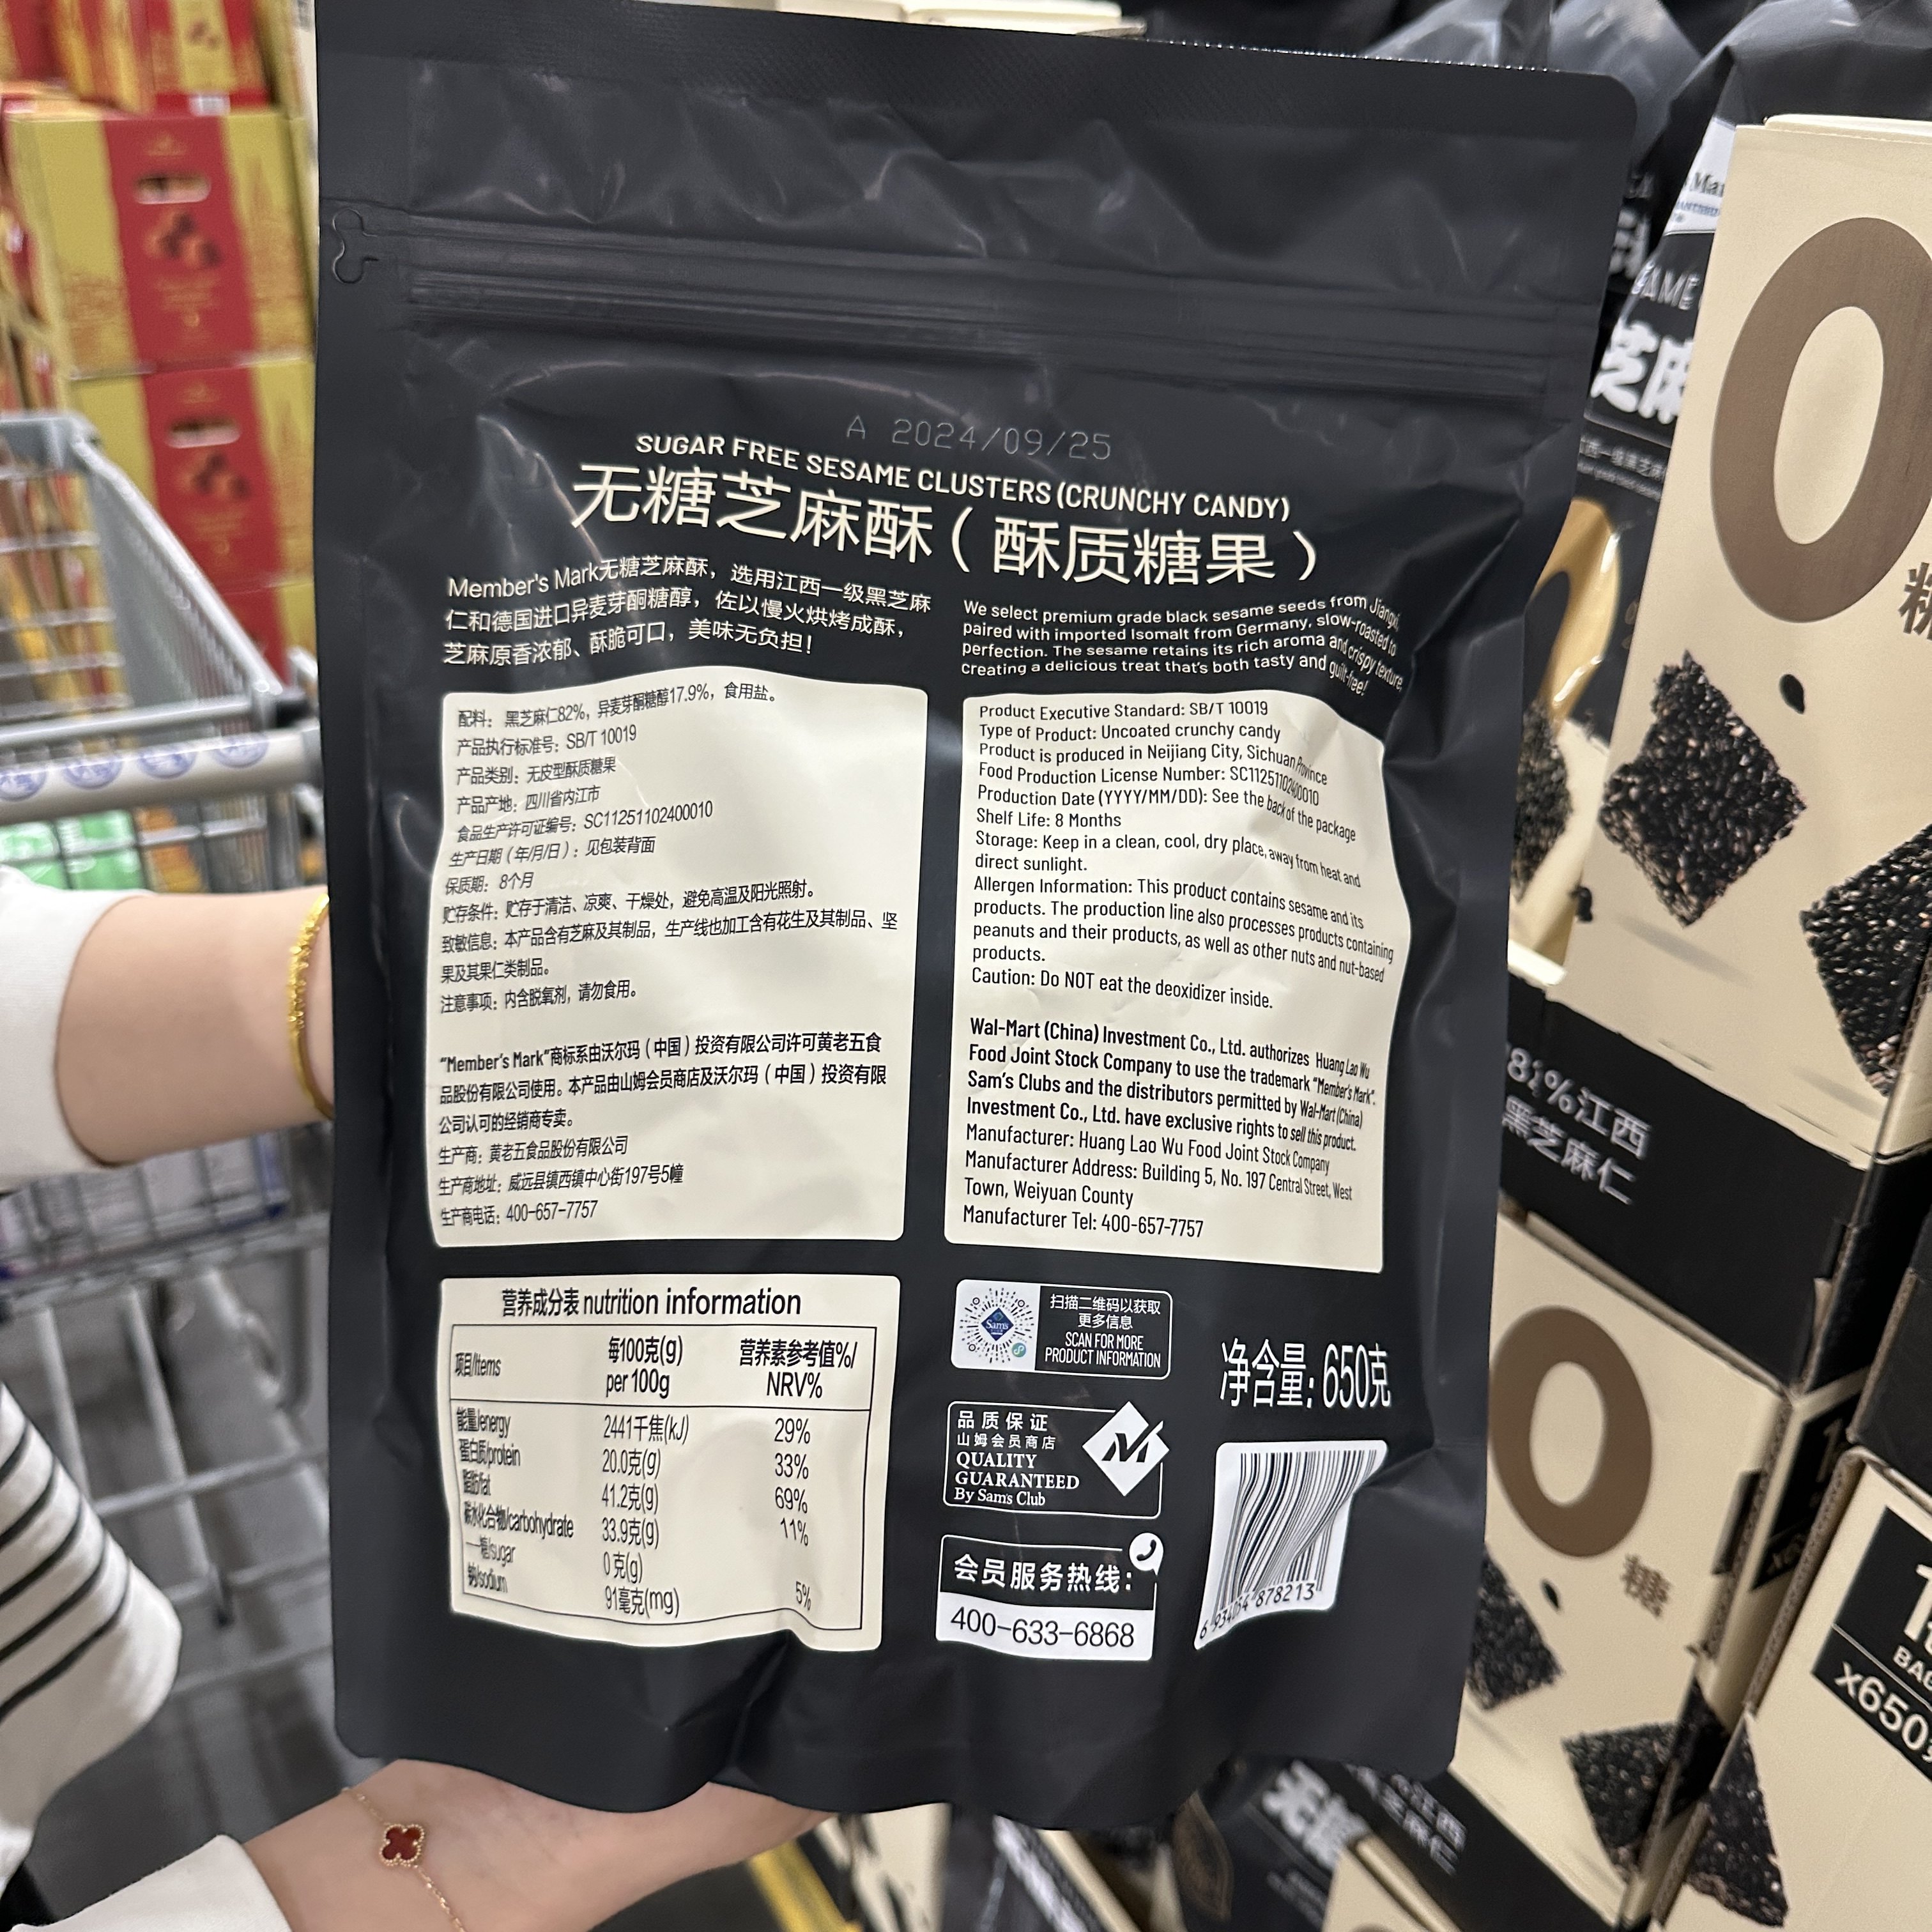 A 2024/09/25
SUGAR FREE SESAME CLUSTERS (CRUNCHY CANDY)
无糖芝麻酥（酥质糖果）
Member's Mark无糖芝麻酥，选用江西一级黑芝麻
仁和德国进口异麦芽酮糖醇，佐以慢火烘烤成酥，
芝麻原香浓郁、酥脆可口，美味无负担！
We select premium grade black sesame seeds from Jiangxi,
paired with imported Isomalt from Germany, slow-roasted to
perfection. The sesame retains its rich aroma and crispy texture,
Creating a delicious treat that's both tasty and guilt-free!
配料：黑芝麻仁82%，异麦芽酮糖醇17.9%，食用盐。
产品执行标准号：SB/T 10019
产品类别：无皮型酥质糖果
产品产地：四川省内江市
食品生产许可证编号：SC11251102400010
生产日期（年/月/日）：见包装背面
保质期：8个月
贮存条件：贮存于清洁、凉爽、干燥处，避免高温及阳光照射。
致敏信息：本产品含有芝麻及其制品，生产线也加工含有花生及其制品、坚
果及其果仁类制品。
注意事项：内含脱氧剂，请勿食用。
“Member's Mark”商标系由沃尔玛（中国）投资有限公司许可黄老五食
品股份有限公司使用。本产品由山姆会员商店及沃尔玛（中国）投资有限
公司认可的经销商专卖。
生产商：黄老五食品股份有限公司
生产商地址：威远县镇西镇中心街197号5幢
生产商电话：400-657-7757
Product Executive Standard: SB/T 10019
Type of Product: Uncoated crunchy candy
Product is produced in Neijiang City, Sichuan Province
Food Production License Number: SC11251102400010
Production Date (YYYY/MM/DD): See the back of the package
Shelf Life: 8 Months
Storage: Keep in a clean, cool, dry place, away from heat and
direct sunlight.
Allergen Information: This product contains sesame and its
products. The production line also processes products containing
peanuts and their products, as well as other nuts and nut-based
products.
Caution: Do NOT eat the deoxidizer inside.
Wal-Mart (China) Investment Co., Ltd. authorizes Huang Lao Wu
Food Joint Stock Company to use the trademark "Member's Mark".
Sam's Clubs and the distributors permitted by Wal-Mart (China)
Investment Co., Ltd. have exclusive rights to sell this product.
Manufacturer: Huang Lao Wu Food Joint Stock Company
Manufacturer Address: Building 5, No. 197 Central Street, West
Town, Weiyuan County
Manufacturer Tel: 400-657-7757
营养成分表 nutrition information
项目/Items 每100克(g) per 100g 营养素参考值%/ NRV%
能量/energy 2441千焦(kJ) 29%
蛋白质/protein 20.0克(g) 33%
脂肪/fat 41.2克(g) 69%
碳水化合物/carbohydrate 33.9克(g) 11%
—糖/sugar 0克(g)
钠/sodium 91毫克(mg) 5%
Sam's
扫描二维码以获取
更多信息
SCAN FOR MORE
PRODUCT INFORMATION
净含量：650克
品质保证
山姆会员商店
QUALITY
GUARANTEED
By Sam's Club
会员服务热线：
400-633-6868
0
糖
江西
黑芝麻仁
0
糖
x650